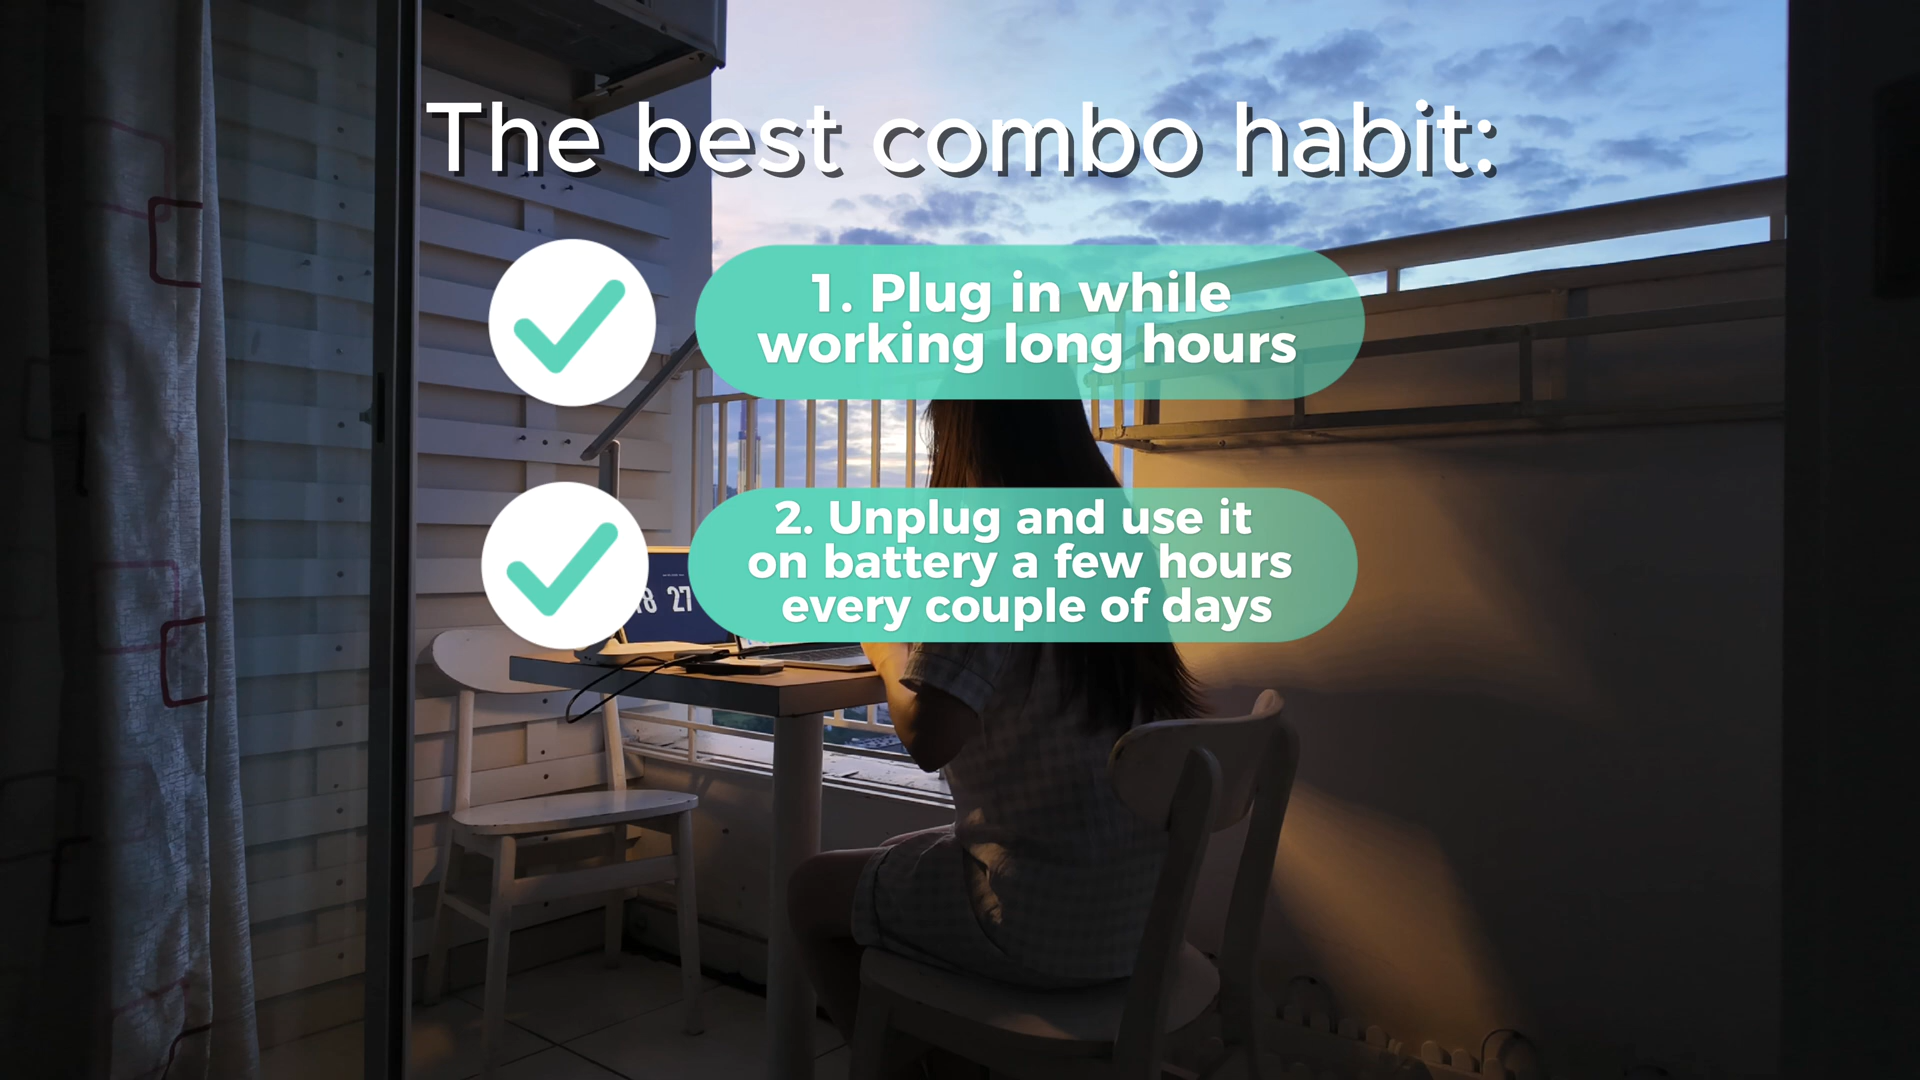 The best combo habit:
1. Plug in while
working long hours
2. Unplug and use it
on battery a few hours
every couple of days
27